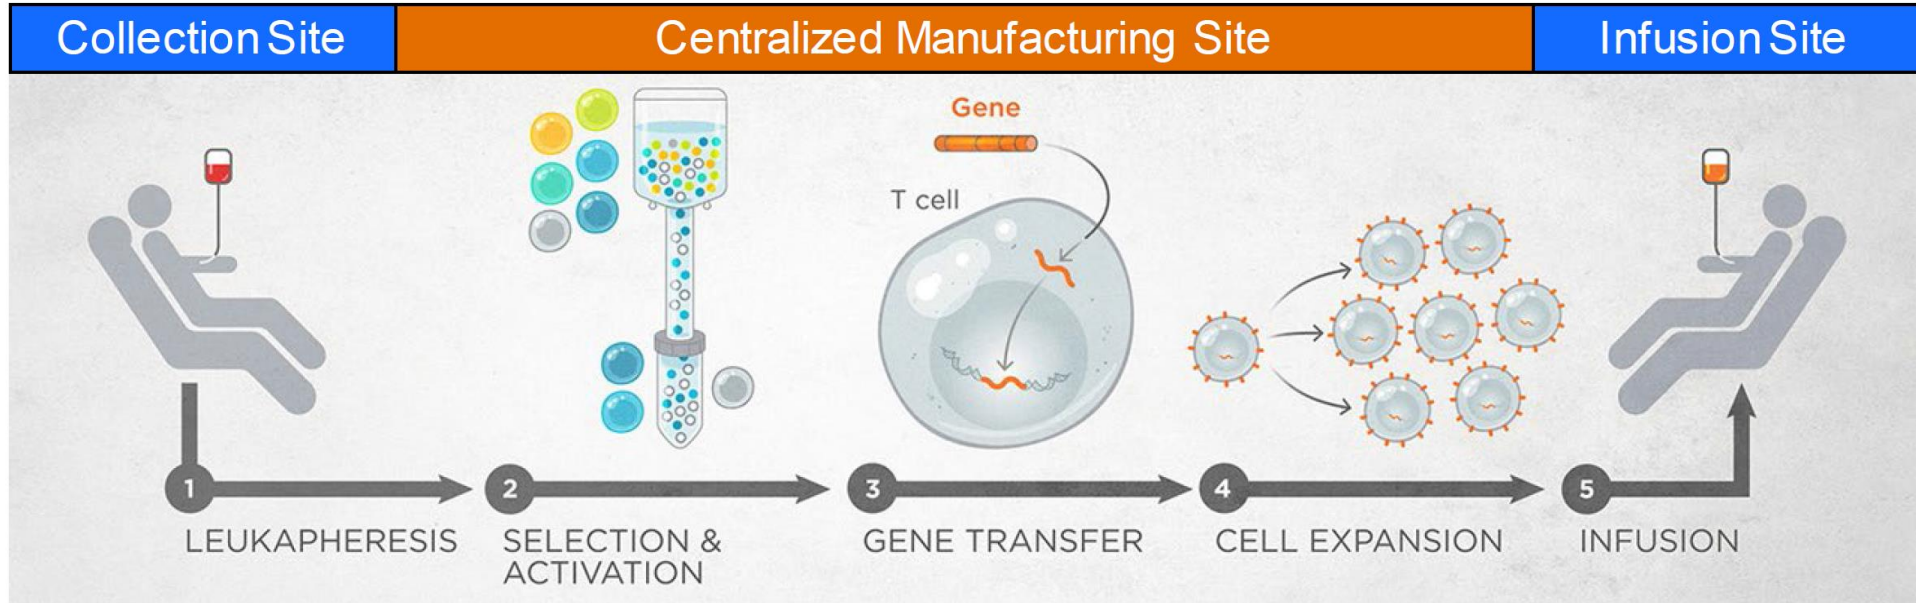 Collection Site
Centralized Manufacturing Site
Infusion Site
Gene
T cell
1
2
3
4
5
LEUKAPHERESIS
SELECTION &
ACTIVATION
GENE TRANSFER
CELL EXPANSION
INFUSION